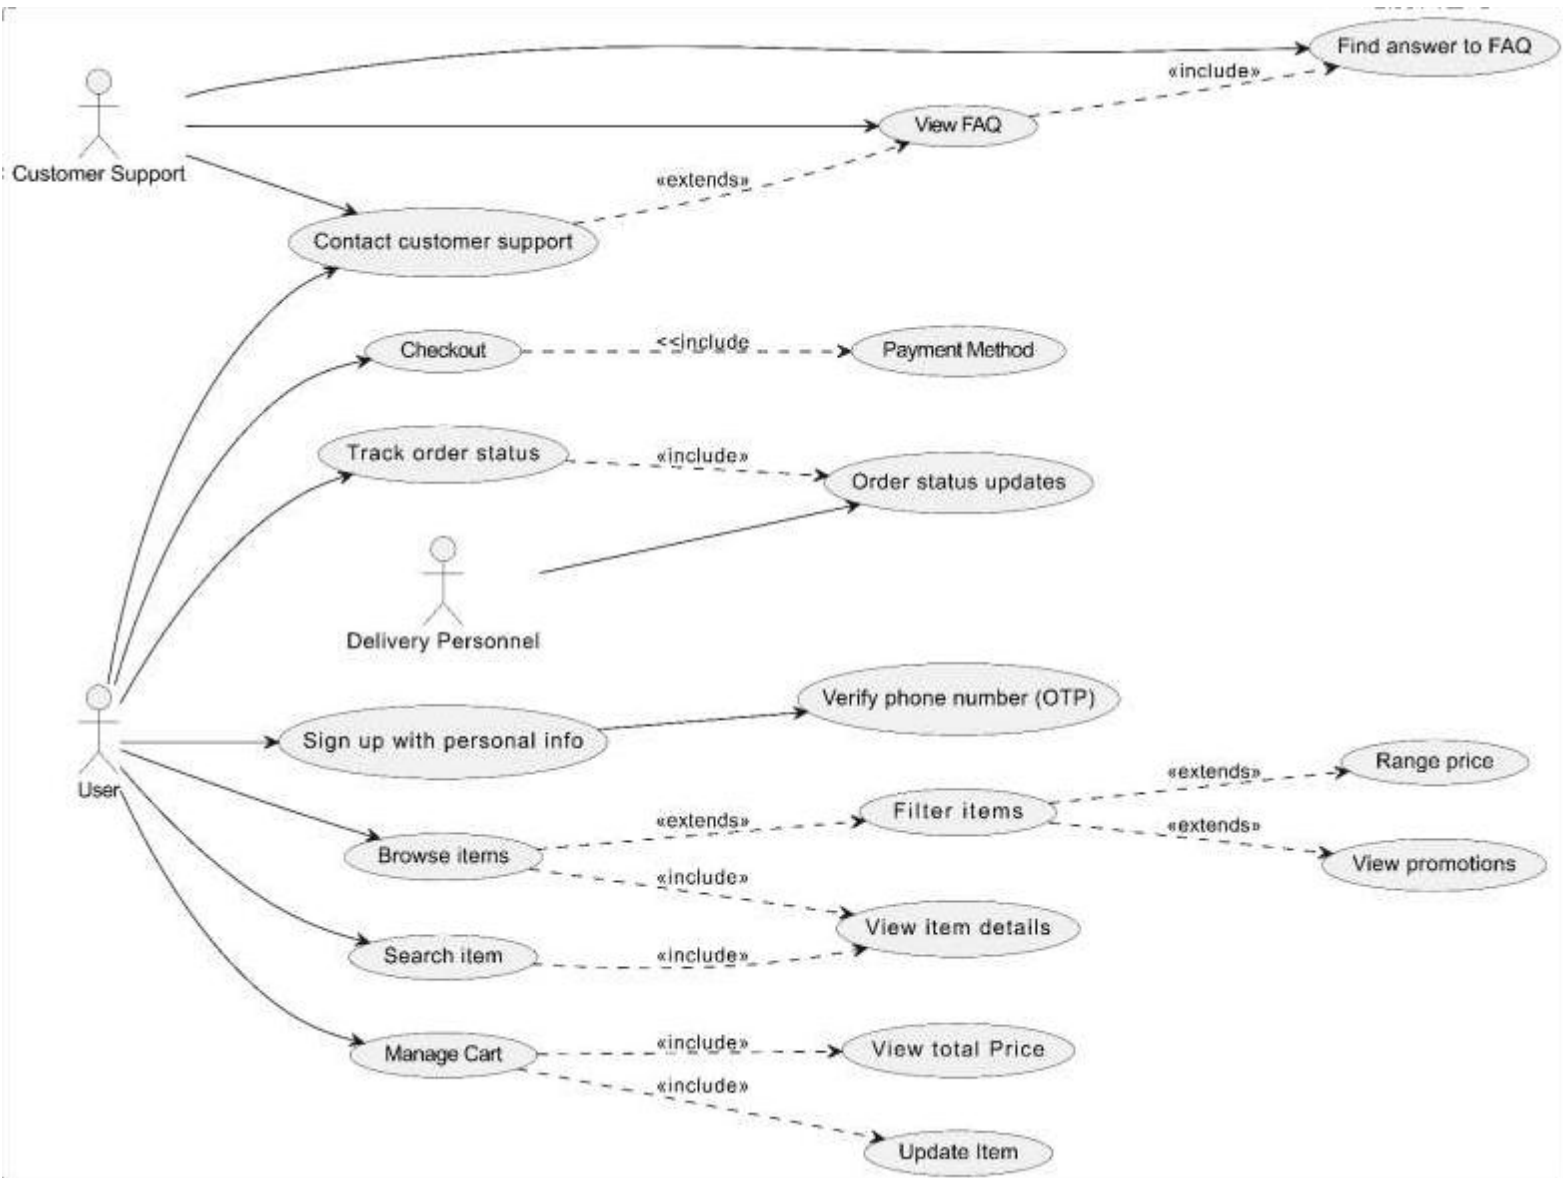 Find answer to FAQ
«include»
View FAQ
Customer Support
«extends»
Contact customer support
Checkout
<<include
Payment Method
Track order status
«include»
Order status updates
Delivery Personnel
Verify phone number (OTP)
Sign up with personal info
User
Range price
«extends»
Filter items
«extends»
«extends»
Browse items
View promotions
«include»
View item details
Search item
«include»
Manage Cart
«include»
View total Price
«include»
Update Item